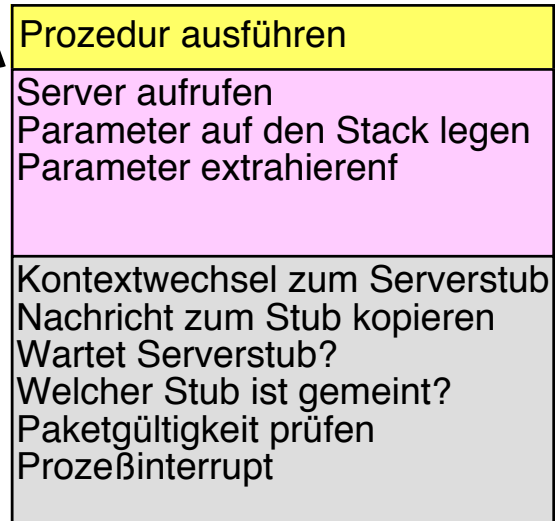 Prozedur ausführen
Server aufrufen
Parameter auf den Stack legen
Parameter extrahierenf
Kontextwechsel zum Serverstub
Nachricht zum Stub kopieren
Wartet Serverstub?
Welcher Stub ist gemeint?
Paketgültigkeit prüfen
Prozeßinterrupt